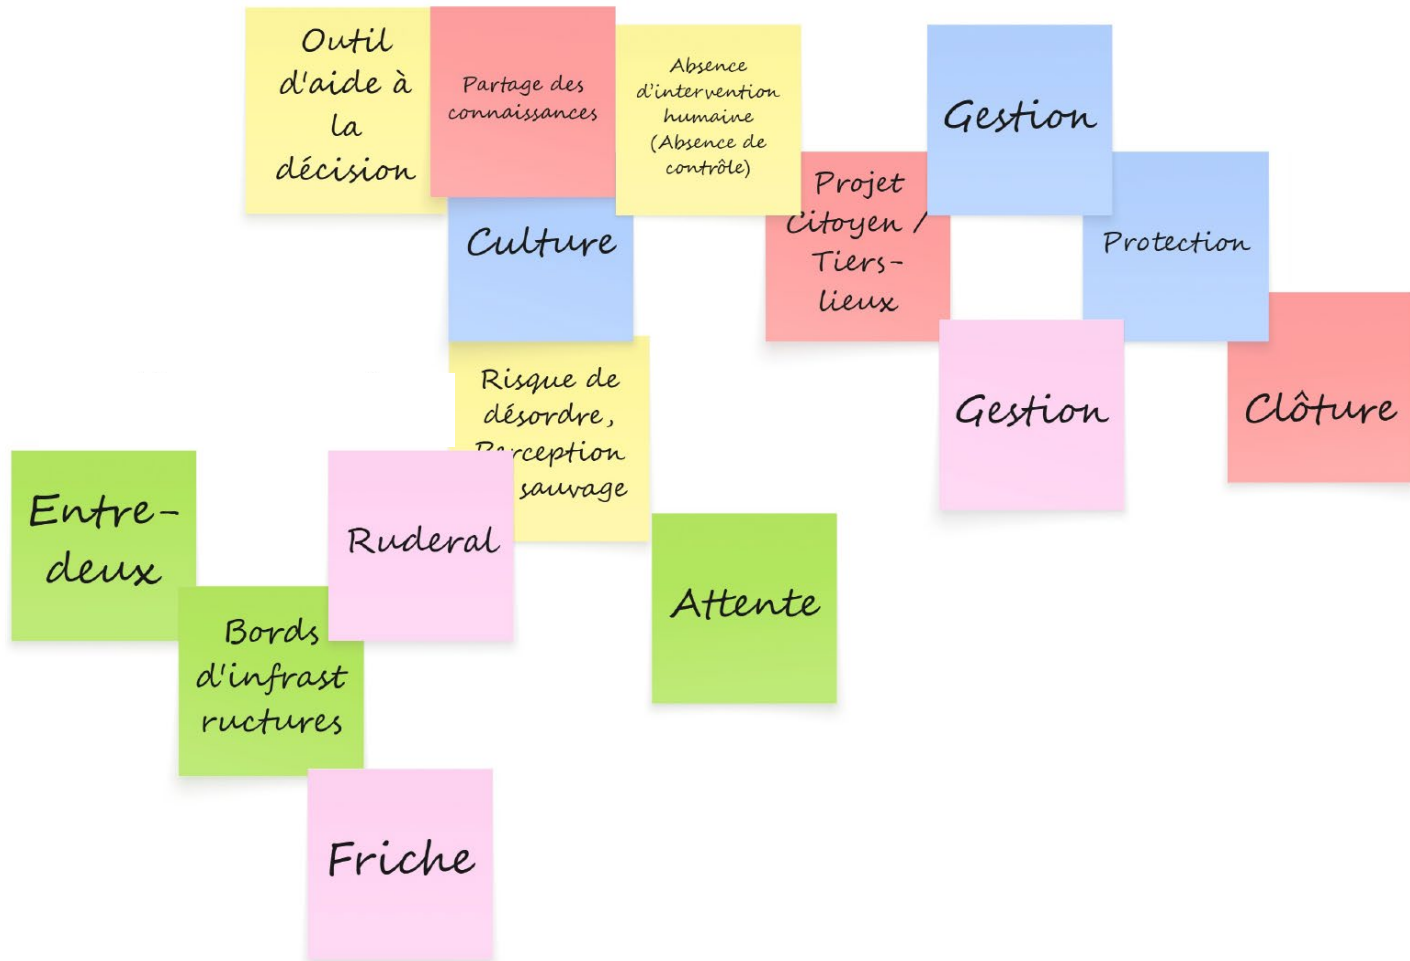 Outil
d'aide à
la
décision
Partage des
connaissances
Absence
d'intervention
humaine
(Absence de
contrôle)
Gestion
Culture
Projet
Citoyen /
Tiers-
lieux
Protection
Risque de
désordre,
Perception
sauvage
Gestion
Clôture
Entre-
deux
Ruderal
Attente
Bords
d'infrast
ructures
Friche